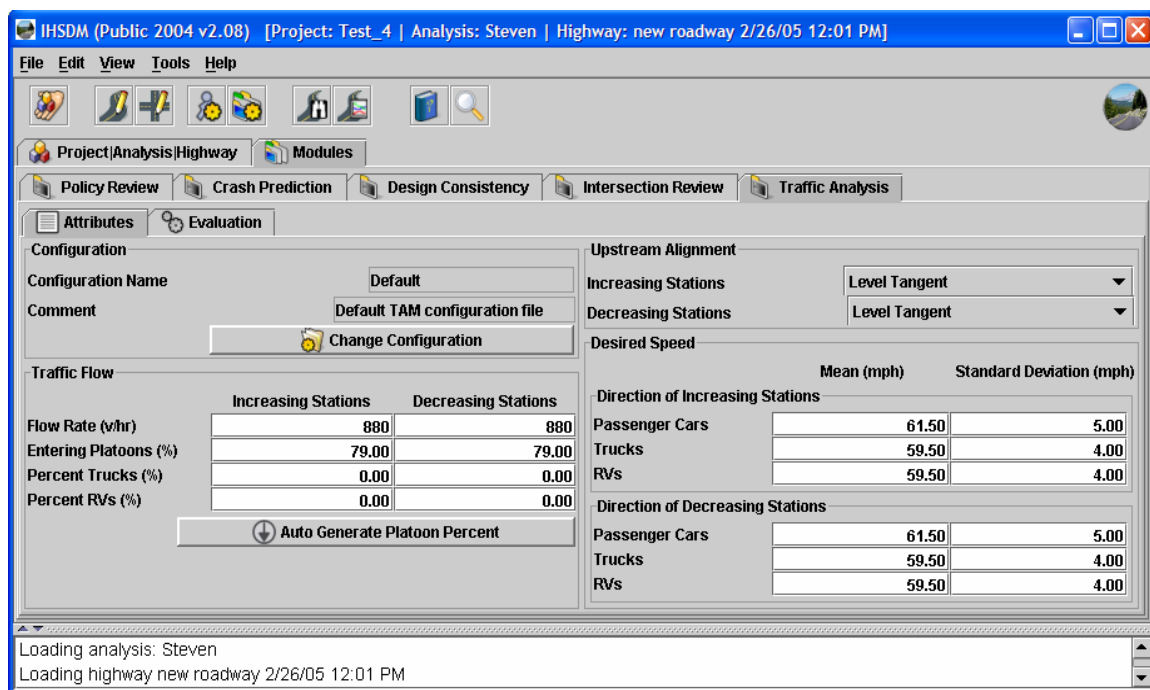 IHSDM (Public 2004 v2.08) [Project: Test_4 | Analysis: Steven | Highway: new roadway 2/26/05 12:01 PM]
File Edit View Tools Help
Project|Analysis|Highway Modules
Policy Review Crash Prediction Design Consistency Intersection Review Traffic Analysis
Attributes Evaluation
Configuration
Configuration Name Default
Comment Default TAM configuration file
Change Configuration
Traffic Flow
Increasing Stations Decreasing Stations
Flow Rate (v/hr) 880 880
Entering Platoons (%) 79.00 79.00
Percent Trucks (%) 0.00 0.00
Percent RVs (%) 0.00 0.00
Auto Generate Platoon Percent
Upstream Alignment
Increasing Stations Level Tangent
Decreasing Stations Level Tangent
Desired Speed
Mean (mph) Standard Deviation (mph)
Direction of Increasing Stations
Passenger Cars 61.50 5.00
Trucks 59.50 4.00
RVs 59.50 4.00
Direction of Decreasing Stations
Passenger Cars 61.50 5.00
Trucks 59.50 4.00
RVs 59.50 4.00
Loading analysis: Steven
Loading highway new roadway 2/26/05 12:01 PM